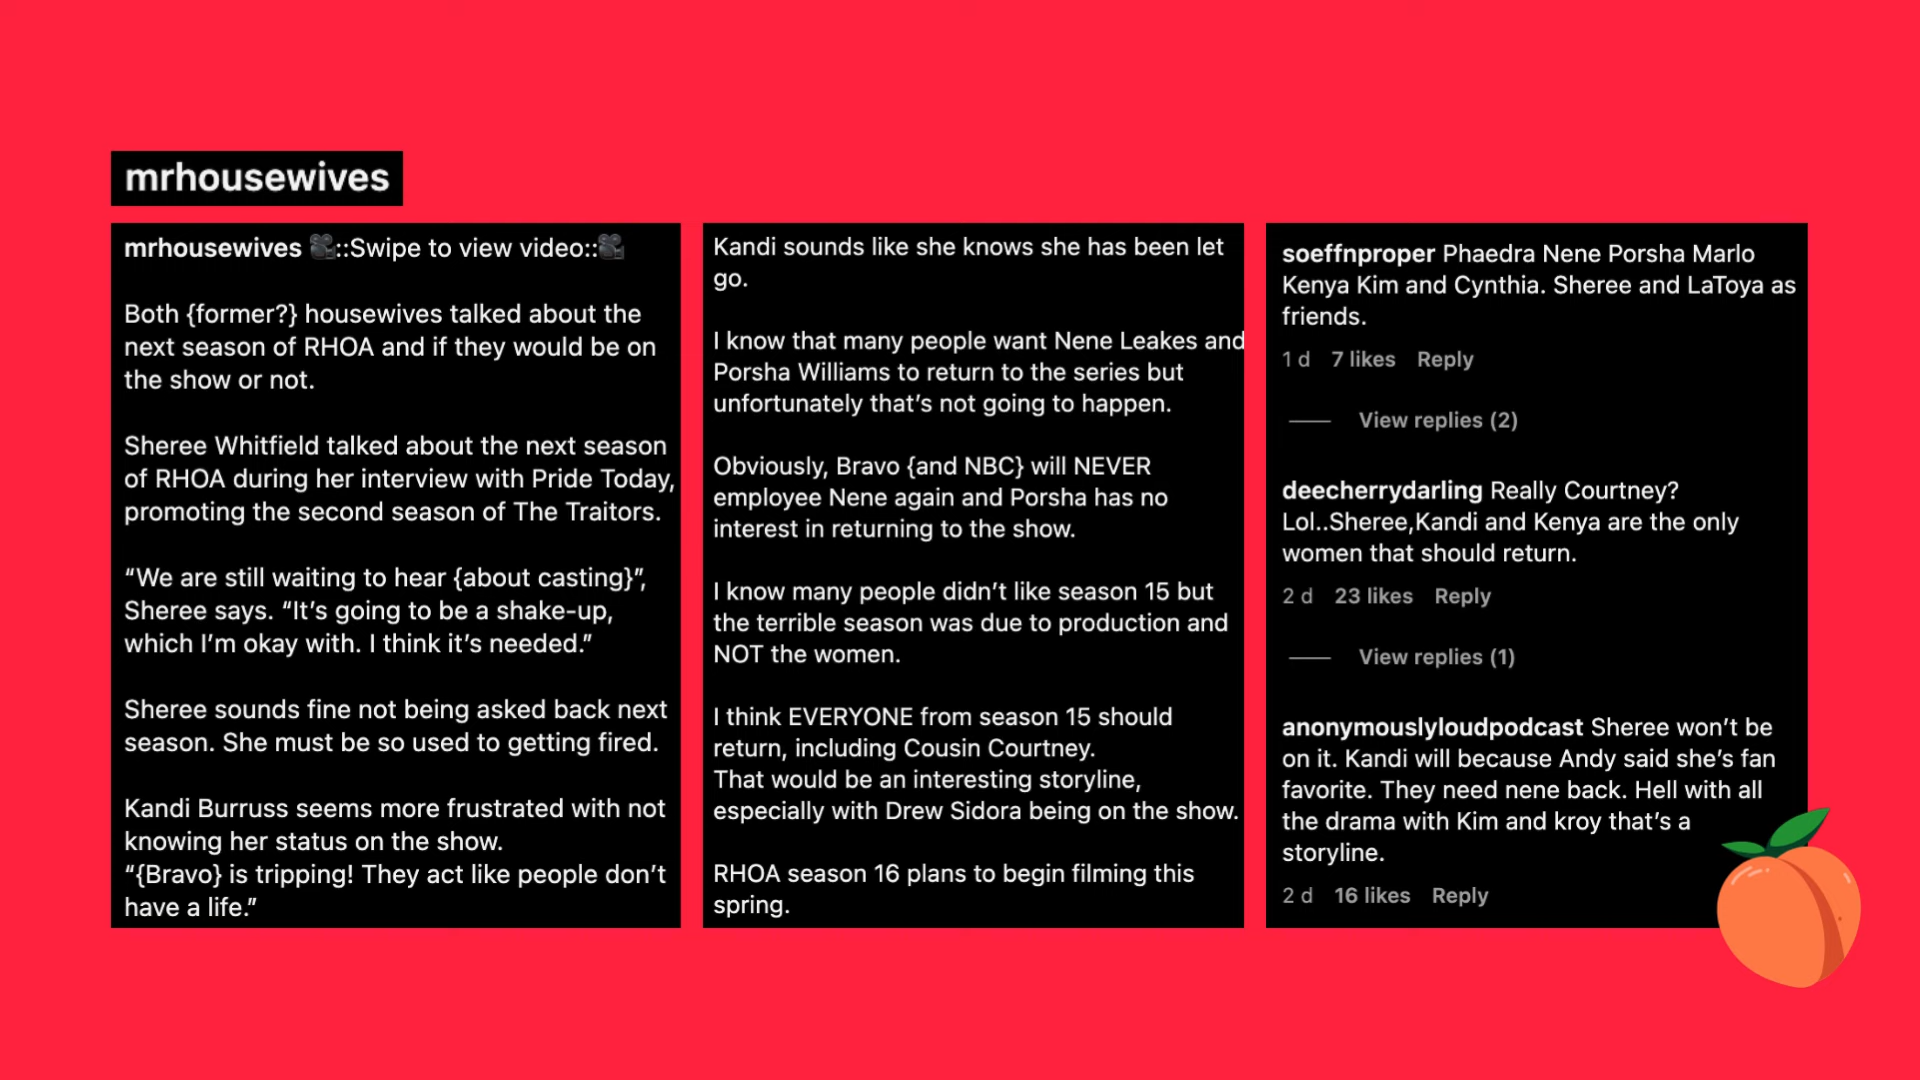 mrhousewives
mrhousewives 🎥::Swipe to view video::🎥
Both {former?} housewives talked about the
next season of RHOA and if they would be on
the show or not.
Sheree Whitfield talked about the next season
of RHOA during her interview with Pride Today,
promoting the second season of The Traitors.
“We are still waiting to hear {about casting}”,
Sheree says. “It’s going to be a shake-up,
which I’m okay with. I think it’s needed.”
Sheree sounds fine not being asked back next
season. She must be so used to getting fired.
Kandi Burruss seems more frustrated with not
knowing her status on the show.
“{Bravo} is tripping! They act like people don’t
have a life.”
Kandi sounds like she knows she has been let
go.
I know that many people want Nene Leakes and
Porsha Williams to return to the series but
unfortunately that’s not going to happen.
Obviously, Bravo {and NBC} will NEVER
employee Nene again and Porsha has no
interest in returning to the show.
I know many people didn’t like season 15 but
the terrible season was due to production and
NOT the women.
I think EVERYONE from season 15 should
return, including Cousin Courtney.
That would be an interesting storyline,
especially with Drew Sidora being on the show.
RHOA season 16 plans to begin filming this
spring.
soeffnproper Phaedra Nene Porsha Marlo
Kenya Kim and Cynthia. Sheree and LaToya as
friends.
1 d 7 likes Reply
View replies (2)
deecherrydarling Really Courtney?
Lol..Sheree,Kandi and Kenya are the only
women that should return.
2 d 23 likes Reply
View replies (1)
anonymouslyloudpodcast Sheree won’t be
on it. Kandi will because Andy said she’s fan
favorite. They need nene back. Hell with all
the drama with Kim and kroy that’s a
storyline.
2 d 16 likes Reply